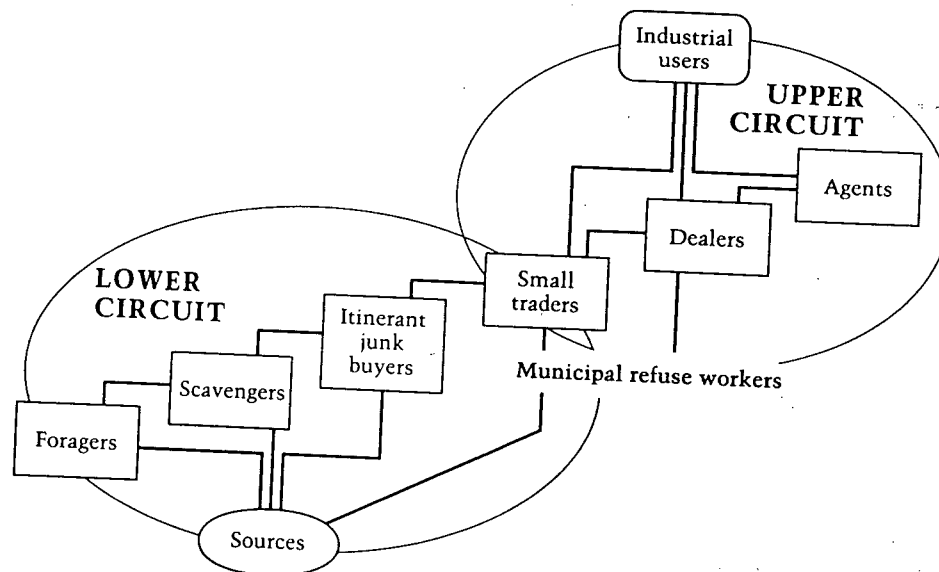 Industrial
users
UPPER
CIRCUIT
Agents
Dealers
Small
traders
LOWER
CIRCUIT
Itinerant
junk
buyers
Municipal refuse workers
Scavengers
Foragers
Sources